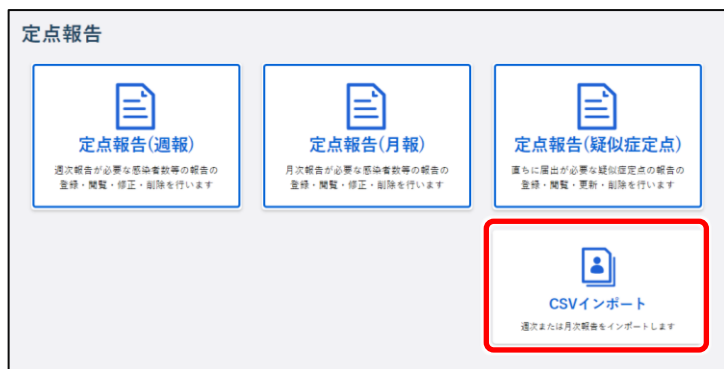 定点報告
定点報告(週報)
週次報告が必要な感染者数等の報告の
登録・閲覧・修正・削除を行います
定点報告(月報)
月次報告が必要な感染者数等の報告の
登録・閲覧・修正・削除を行います
定点報告(疑似症定点)
直ちに届出が必要な疑似症定点の報告の
登録・閲覧・更新・削除を行います
CSVインポート
週次または月次報告をインポートします